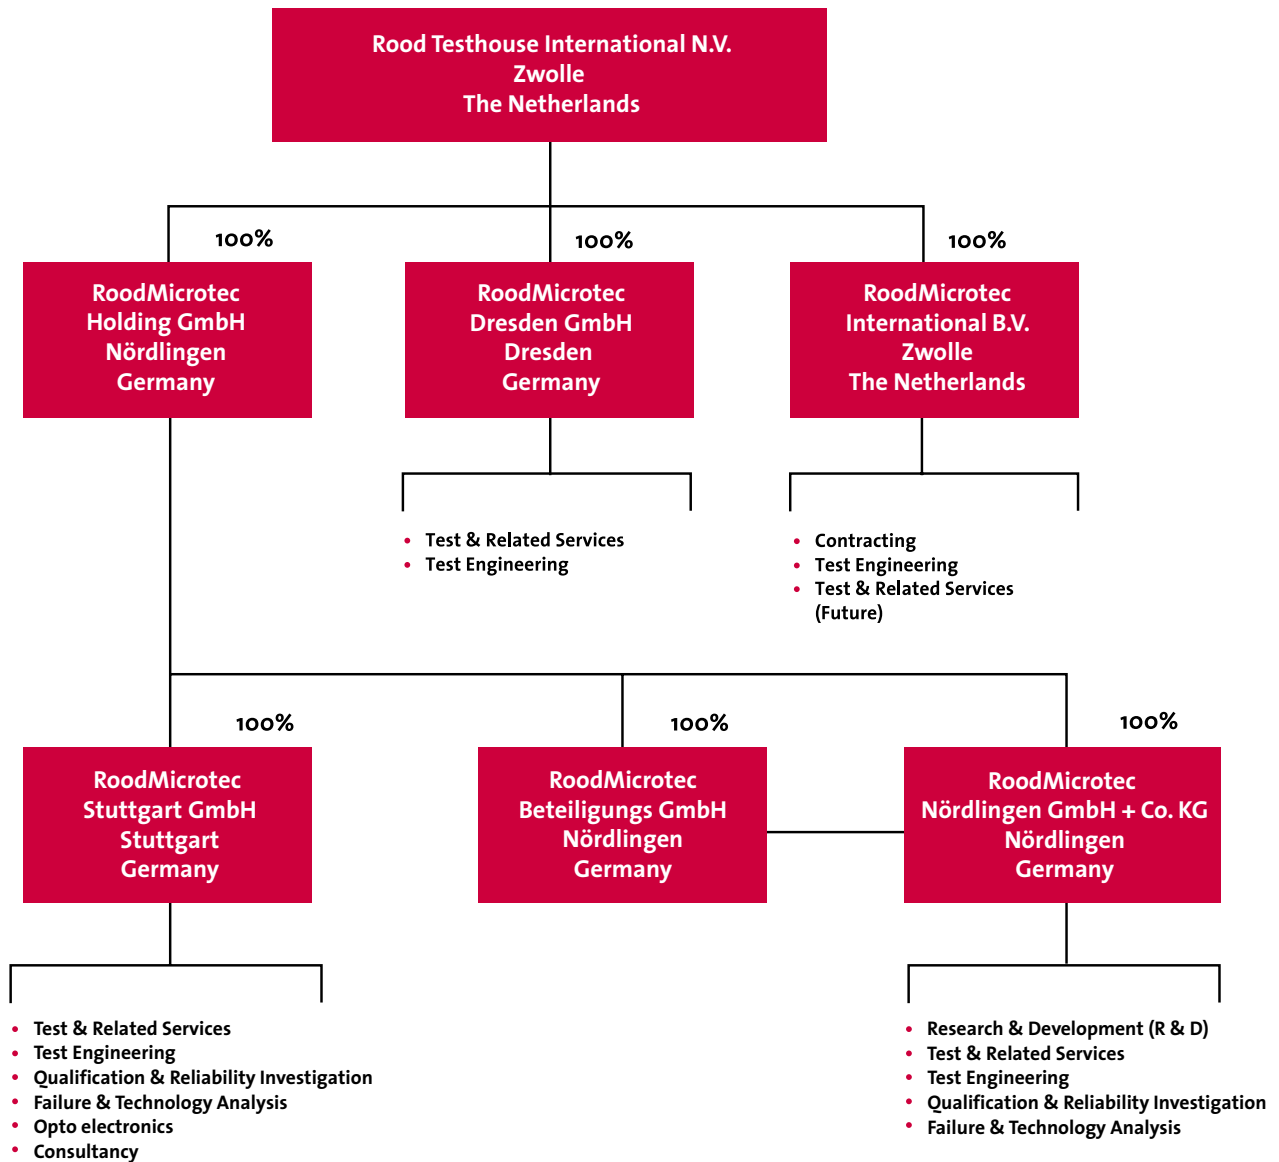 Rood Testhouse International N.V.
Zwolle
The Netherlands
100%
100%
100%
RoodMicrotec
Holding GmbH
Nördlingen
Germany
RoodMicrotec
Dresden GmbH
Dresden
Germany
RoodMicrotec
International B.V.
Zwolle
The Netherlands
• Test & Related Services
• Test Engineering
• Contracting
• Test Engineering
• Test & Related Services
(Future)
100%
100%
100%
RoodMicrotec
Stuttgart GmbH
Stuttgart
Germany
RoodMicrotec
Beteiligungs GmbH
Nördlingen
Germany
RoodMicrotec
Nördlingen GmbH + Co. KG
Nördlingen
Germany
• Test & Related Services
• Test Engineering
• Qualification & Reliability Investigation
• Failure & Technology Analysis
• Opto electronics
• Consultancy
• Research & Development (R & D)
• Test & Related Services
• Test Engineering
• Qualification & Reliability Investigation
• Failure & Technology Analysis